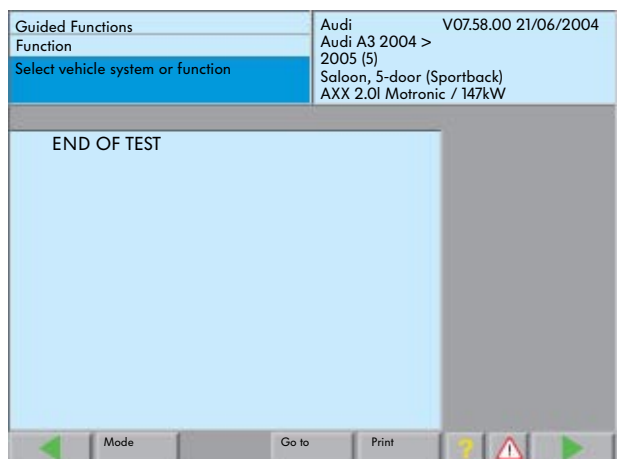 Guided Functions
Function
Select vehicle system or function
Audi V07.58.00 21/06/2004
Audi A3 2004 >
2005 (5)
Saloon, 5-door (Sportback)
AXX 2.0l Motronic / 147kW
END OF TEST
Mode Go to Print ?